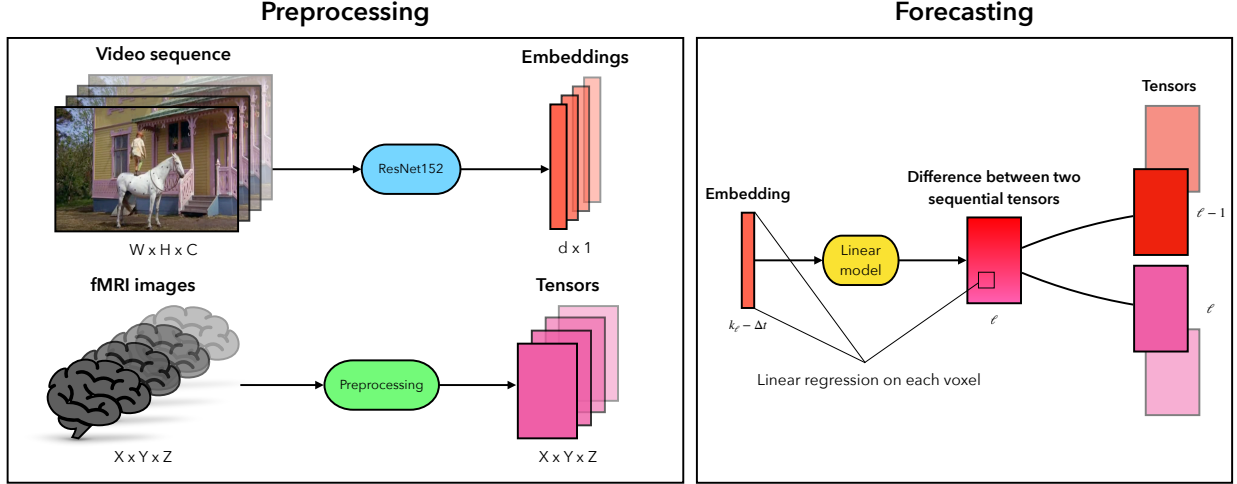 Preprocessing
Video sequence
Embeddings
ResNet152
W x H x C
d x 1
fMRI images
Tensors
Preprocessing
X x Y x Z
X x Y x Z
Forecasting
Tensors
Difference between two
sequential tensors
Embedding
ℓ − 1
Linear
model
ℓ
kℓ − Δt
ℓ
Linear regression on each voxel